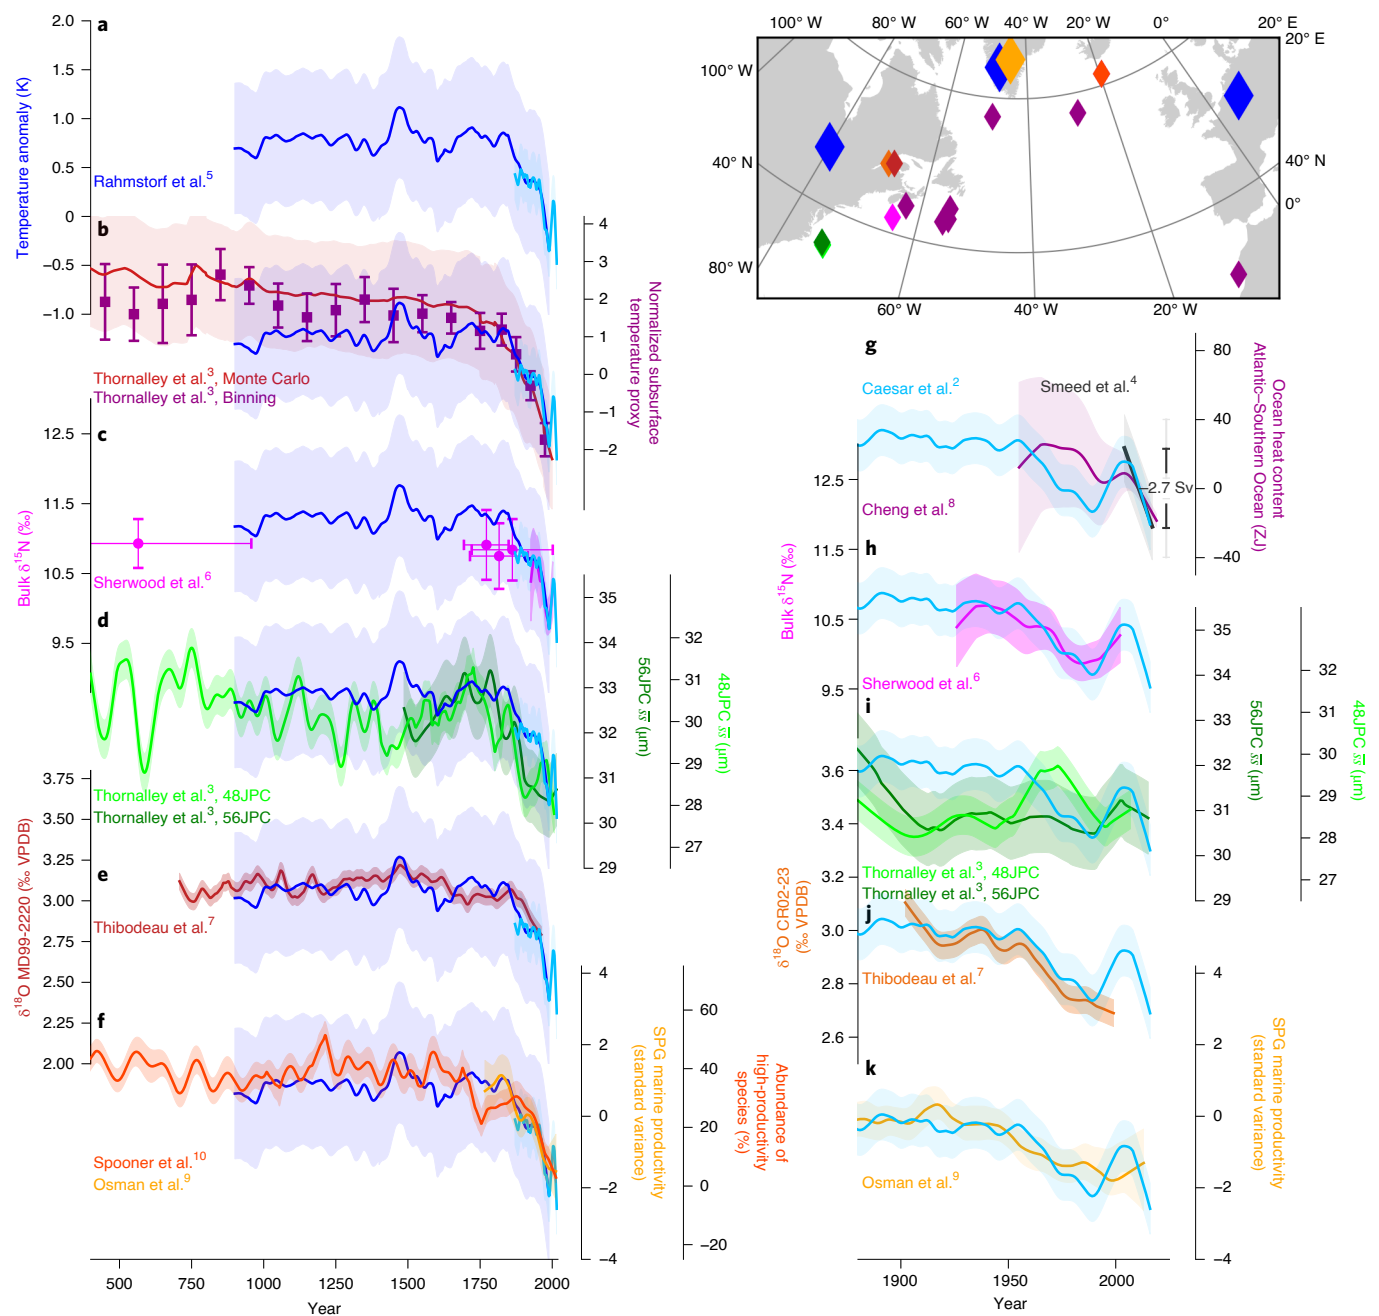 a
2.0
1.5
1.0
0.5
0
−0.5
−1.0
Temperature anomaly (K)
Rahmstorf et al.5
b
4
3
2
1
0
−1
−2
Normalized subsurface
temperature proxy
Thornalley et al.3, Monte Carlo
Thornalley et al.3, Binning
c
12.5
11.5
10.5
9.5
Bulk δ15N (‰)
Sherwood et al.6
d
35
34
33
32
31
30
29
56JPC s̄s̄ (μm)
32
31
30
29
28
27
48JPC s̄s̄ (μm)
Thornalley et al.3, 48JPC
Thornalley et al.3, 56JPC
e
3.75
3.50
3.25
3.00
2.75
2.50
2.25
2.00
δ18O MD99-2220 (‰ VPDB)
Thibodeau et al.7
f
4
2
0
−2
−4
SPG marine productivity
(standard variance)
60
40
20
0
−20
Abundance of
high-productivity
species (%)
Spooner et al.10
Osman et al.9
500 750 1000 1250 1500 1750 2000
Year
100° W 80° W 60° W 40° W 20° W 0° 20° E
20° E
100° W
40° N 40° N
0°
80° W
60° W 40° W 20° W
g
80
40
0
−40
Ocean heat content
Atlantic–Southern Ocean (ZJ)
Caesar et al.2
Smeed et al.4
2.7 Sv
Cheng et al.8
h
12.5
11.5
10.5
9.5
Bulk δ15N (‰)
Sherwood et al.6
i
35
34
33
32
31
30
29
56JPC s̄s̄ (μm)
32
31
30
29
28
27
48JPC s̄s̄ (μm)
Thornalley et al.3, 48JPC
Thornalley et al.3, 56JPC
j
3.6
3.4
3.2
3.0
2.8
2.6
δ18O CR02-23
(‰ VPDB)
Thibodeau et al.7
k
4
2
0
−2
−4
SPG marine productivity
(standard variance)
Osman et al.9
1900 1950 2000
Year